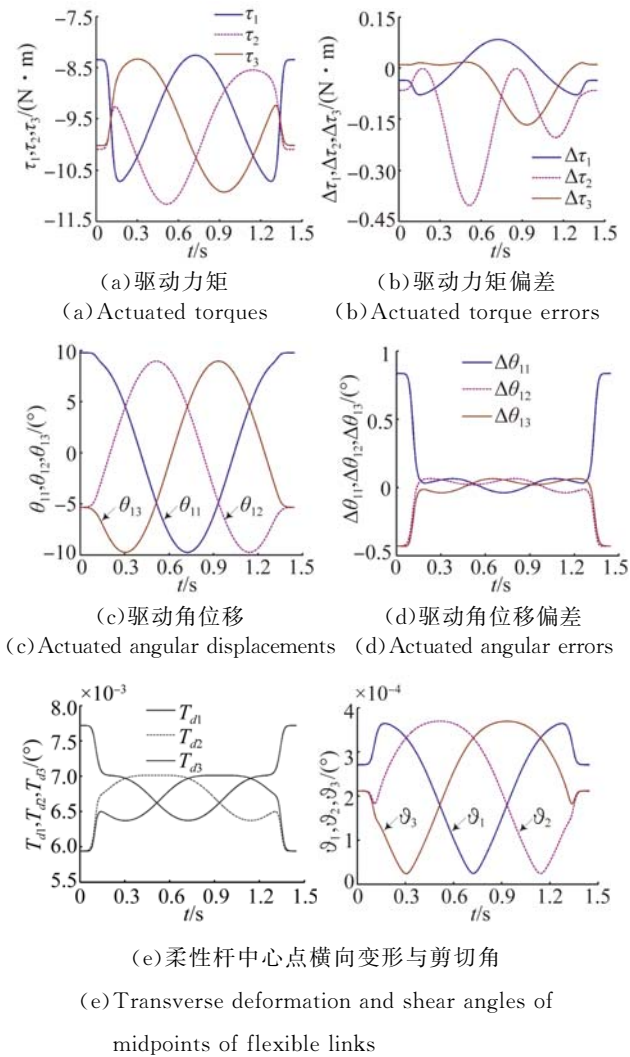 τ₁,τ₂,τ₃/(N・m)
-7.5
-8.5
-9.5
-10.5
-11.5
τ₁
τ₂
τ₃
0 0.3 0.6 0.9 1.2 1.5
t/s
Δτ₁,Δτ₂,Δτ₃/(N・m)
0.15
0
-0.15
-0.30
-0.45
Δτ₁
Δτ₂
Δτ₃
0 0.3 0.6 0.9 1.2 1.5
t/s
(a)驱动力矩
(a)Actuated torques
(b)驱动力矩偏差
(b)Actuated torque errors
θ₁₁,θ₁₂,θ₁₃/(°)
10
5
0
-5
-10
θ₁₃ θ₁₁ θ₁₂
0 0.3 0.6 0.9 1.2 1.5
t/s
Δθ₁₁,Δθ₁₂,Δθ₁₃/(°)
1
0.5
0
-0.5
Δθ₁₁
Δθ₁₂
Δθ₁₃
0 0.3 0.6 0.9 1.2 1.5
t/s
(c)驱动角位移
(c)Actuated angular displacements
(d)驱动角位移偏差
(d)Actuated angular errors
×10⁻³
T_d1,T_d2,T_d3/(°)
8.0
7.5
7.0
6.5
6.0
5.5
T_d1
T_d2
T_d3
0 0.3 0.6 0.9 1.2 1.5
t/s
×10⁻⁴
ϑ₁,ϑ₂,ϑ₃/(°)
4
3
2
1
0
ϑ₃ ϑ₁ ϑ₂
0 0.3 0.6 0.9 1.2 1.5
t/s
(e)柔性杆中心点横向变形与剪切角
(e)Transverse deformation and shear angles of
midpoints of flexible links